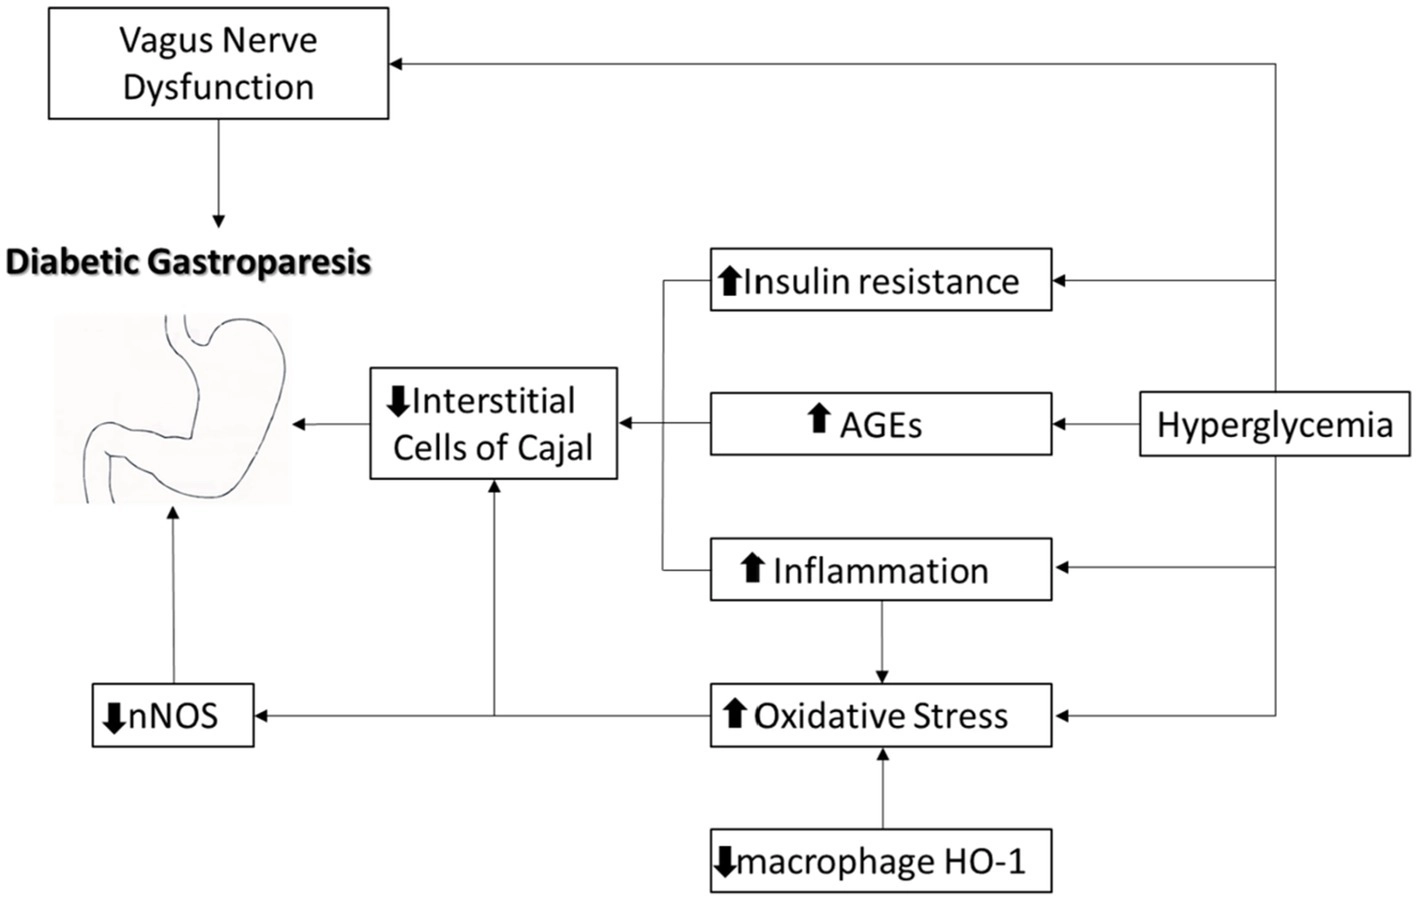 Vagus Nerve
Dysfunction
Diabetic Gastroparesis
⬆Insulin resistance
⬇Interstitial
Cells of Cajal
⬆ AGEs
Hyperglycemia
⬆ Inflammation
⬇nNOS
⬆ Oxidative Stress
⬇macrophage HO-1